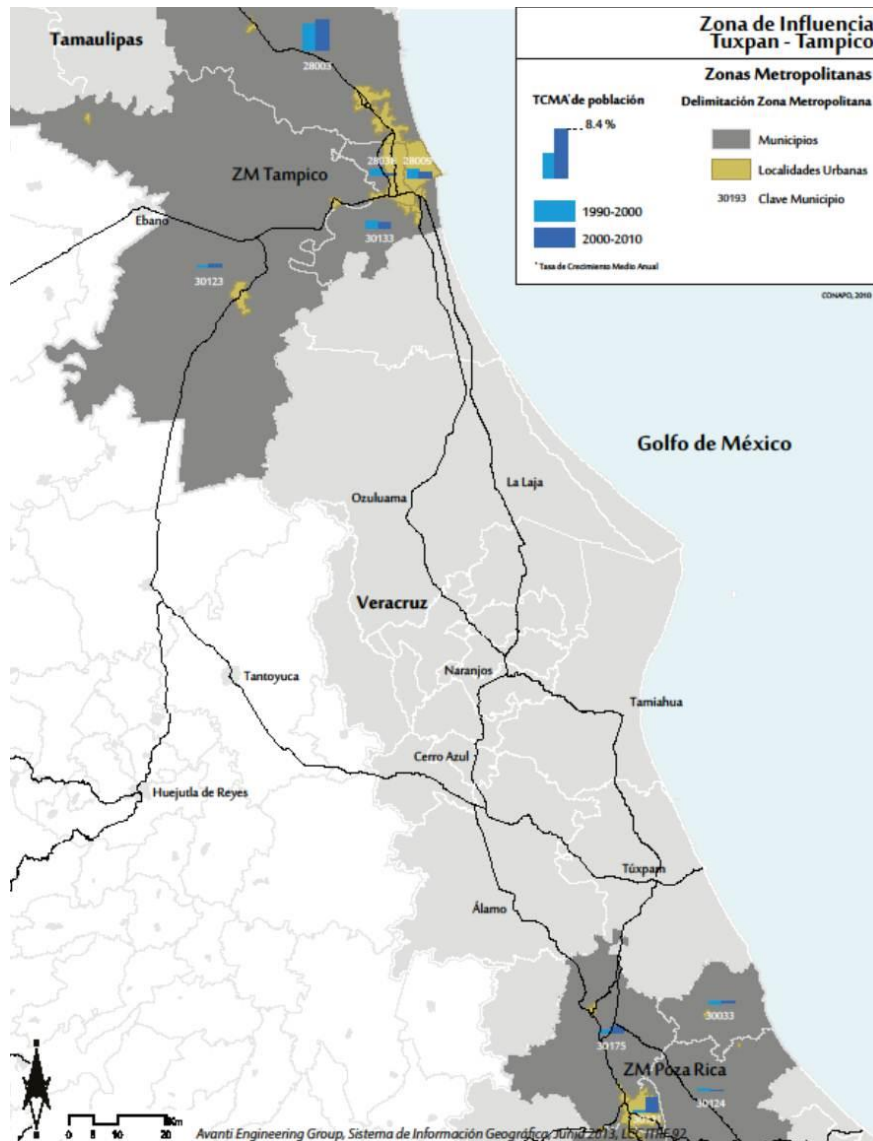 Tamaulipas
Zona de Influencia
Tuxpan - Tampico
Zonas Metropolitanas
TCMA* de población
Delimitación Zona Metropolitana
8.4 %
Municipios
Localidades Urbanas
30193 Clave Municipio
1990-2000
2000-2010
* Tasa de Crecimiento Medio Anual
CONAPO, 2010
28003
28038
28009
ZM Tampico
Ebano
30133
30123
Golfo de México
Ozuluama
La Laja
Veracruz
Naranjos
Tantoyuca
Tamiahua
Cerro Azul
Huejutla de Reyes
Túxpam
Álamo
30033
30175
ZM Poza Rica
30124
0 5 10 20
Km
Avanti Engineering Group, Sistema de Información Geográfica, Junio 2013,